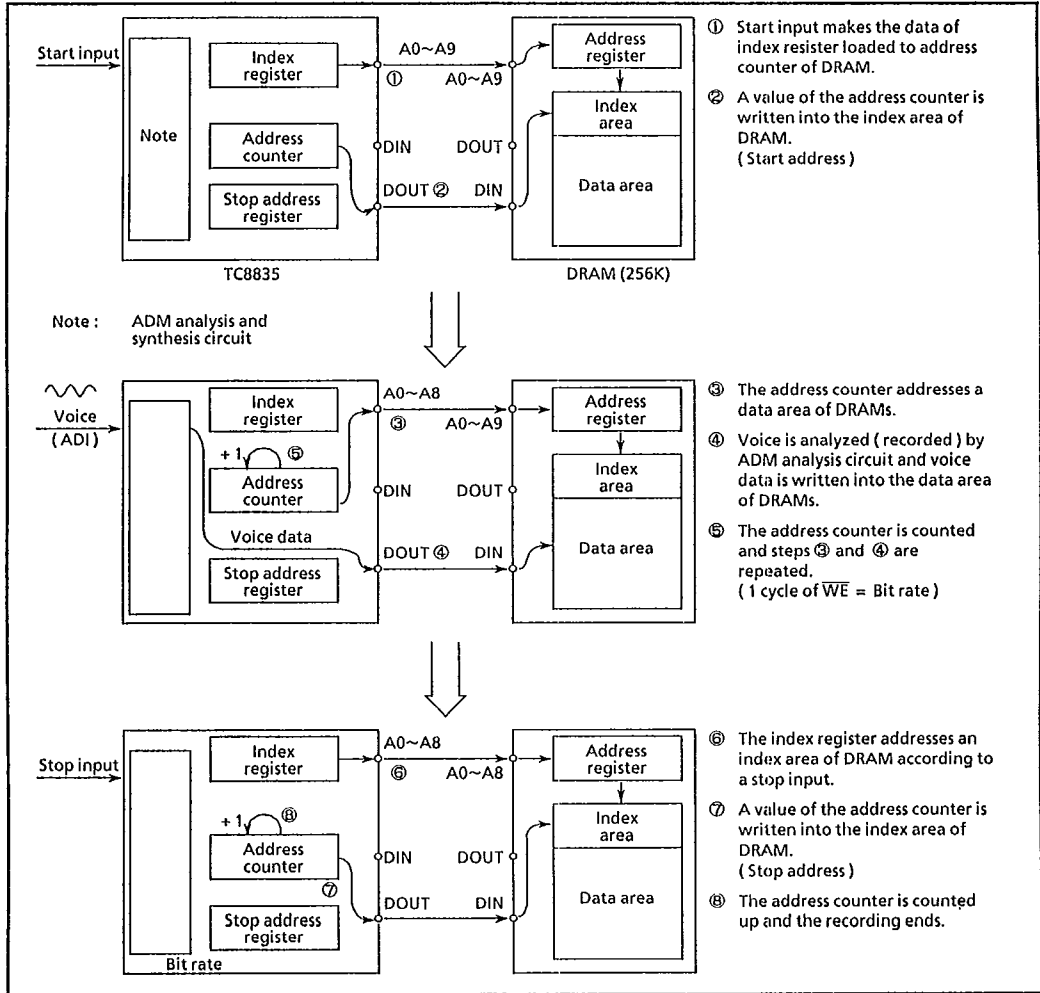 Start input
Note
Index
register
Address
counter
Stop address
register
TC8835
A0~A9
①
A0~A9
DIN
DOUT
DOUT ②
DIN
Address
register
Index
area
Data area
DRAM (256K)
① Start input makes the data of
index resister loaded to address
counter of DRAM.
② A value of the address counter is
written into the index area of
DRAM.
( Start address )
Note : ADM analysis and
synthesis circuit
Voice
( ADI )
Index
register
+ 1
⑤
Address
counter
Voice data
Stop address
register
A0~A8
③
A0~A9
DIN
DOUT
DOUT ④
DIN
Address
register
Index
area
Data area
③ The address counter addresses a
data area of DRAMs.
④ Voice is analyzed ( recorded ) by
ADM analysis circuit and voice
data is written into the data area
of DRAMs.
⑤ The address counter is counted
and steps ③ and ④ are
repeated.
( 1 cycle of W̅E̅ = Bit rate )
Stop input
Index
register
+ 1
⑧
Address
counter
⑦
Stop address
register
Bit rate
A0~A8
⑥
A0~A8
DIN
DOUT
DOUT
DIN
Address
register
Index
area
Data area
⑥ The index register addresses an
index area of DRAM according to
a stop input.
⑦ A value of the address counter is
written into the index area of
DRAM.
( Stop address )
⑧ The address counter is counted
up and the recording ends.